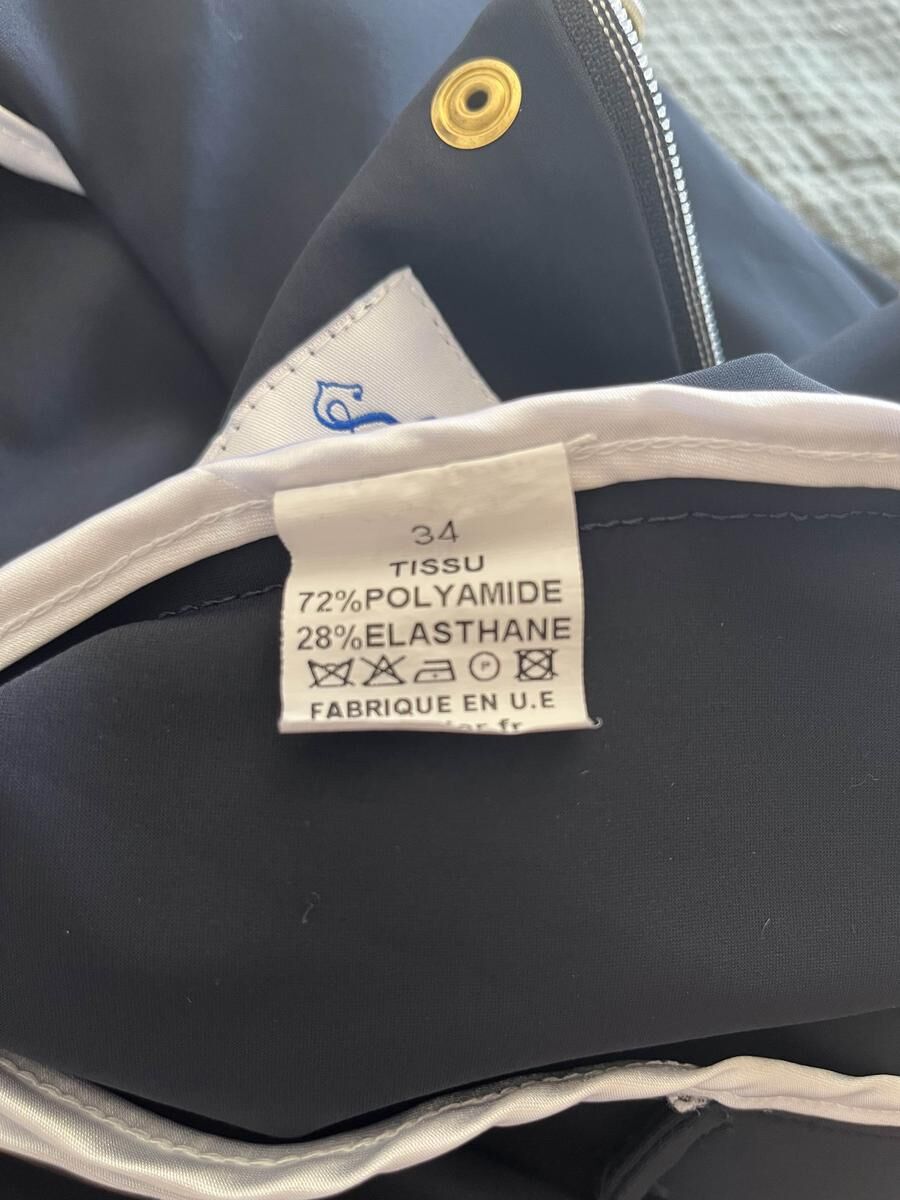 34
TISSU
72%POLYAMIDE
28%ELASTHANE
P
FABRIQUE EN U.E